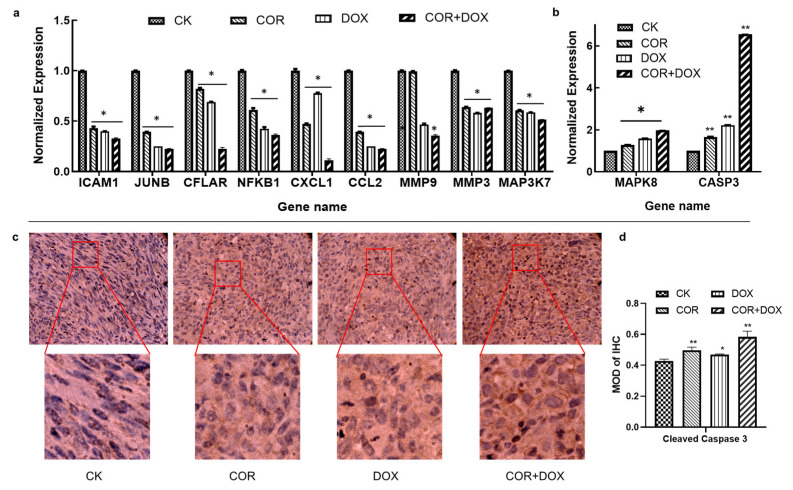 a
CK
COR
DOX
COR+DOX
1.5
1.0
0.5
0.0
Normalized Expression
*
*
*
*
*
*
*
*
*
*
ICAM1 JUNB CFLAR NFKB1 CXCL1 CCL2 MMP9 MMP3 MAP3K7
Gene name
b
CK
COR
DOX
COR+DOX
6
4
2
0
Normalized Expression
*
**
**
**
MAPK8 CASP3
Gene name
c
CK
COR
DOX
COR+DOX
d
CK
DOX
COR
COR+DOX
0.8
0.6
0.4
0.2
0.0
MOD of IHC
**
*
**
Cleaved Caspase 3